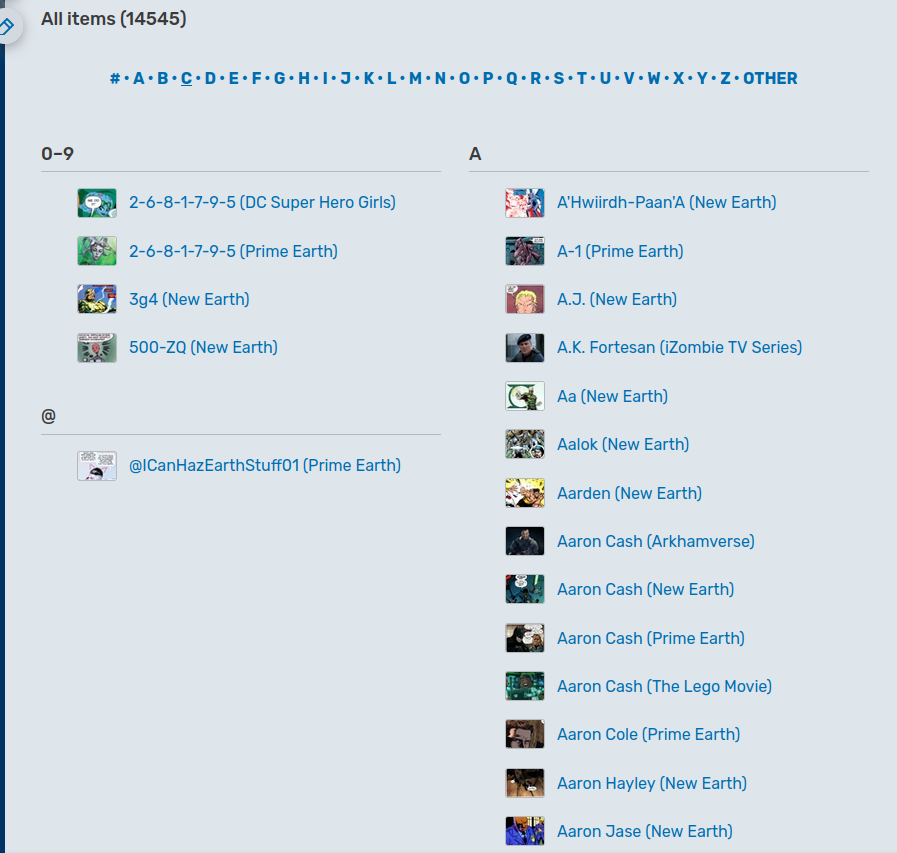 All items (14545)
# · A · B · C · D · E · F · G · H · I · J · K · L · M · N · O · P · Q · R · S · T · U · V · W · X · Y · Z · OTHER
0–9
2-6-8-1-7-9-5 (DC Super Hero Girls)
2-6-8-1-7-9-5 (Prime Earth)
3g4 (New Earth)
500-ZQ (New Earth)
@
@ICanHazEarthStuff01 (Prime Earth)
A
A'Hwiirdh-Paan'A (New Earth)
A-1 (Prime Earth)
A.J. (New Earth)
A.K. Fortesan (iZombie TV Series)
Aa (New Earth)
Aalok (New Earth)
Aarden (New Earth)
Aaron Cash (Arkhamverse)
Aaron Cash (New Earth)
Aaron Cash (Prime Earth)
Aaron Cash (The Lego Movie)
Aaron Cole (Prime Earth)
Aaron Hayley (New Earth)
Aaron Jase (New Earth)